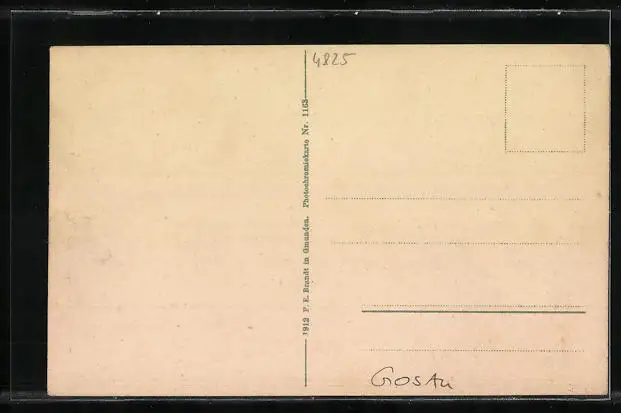 4825
1912 F. E. Brandt in Gmunden. Photochromiekarte Nr. 1163
Gosau